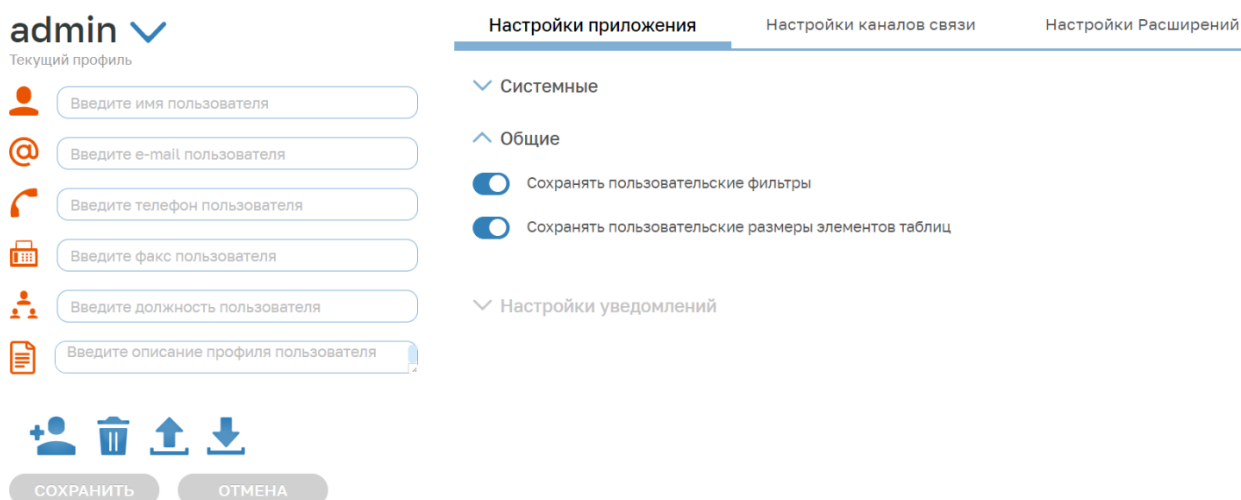 admin
Текущий профиль
Введите имя пользователя
Введите e-mail пользователя
Введите телефон пользователя
Введите факс пользователя
Введите должность пользователя
Введите описание профиля пользователя
СОХРАНИТЬ
ОТМЕНА
Настройки приложения
Настройки каналов связи
Настройки Расширений
Системные
Общие
Сохранять пользовательские фильтры
Сохранять пользовательские размеры элементов таблиц
Настройки уведомлений